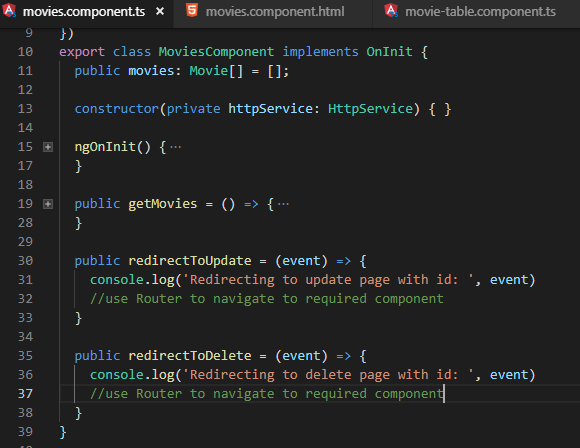 movies.component.ts × movies.component.html movie-table.component.ts
9 })
10 export class MoviesComponent implements OnInit {
11 public movies: Movie[] = [];
12
13 constructor(private httpService: HttpService) { }
14
15 ngOnInit() {···
17 }
18
19 public getMovies = () => {···
28 }
29
30 public redirectToUpdate = (event) => {
31 console.log('Redirecting to update page with id: ', event)
32 //use Router to navigate to required component
33 }
34
35 public redirectToDelete = (event) => {
36 console.log('Redirecting to delete page with id: ', event)
37 //use Router to navigate to required component
38 }
39 }